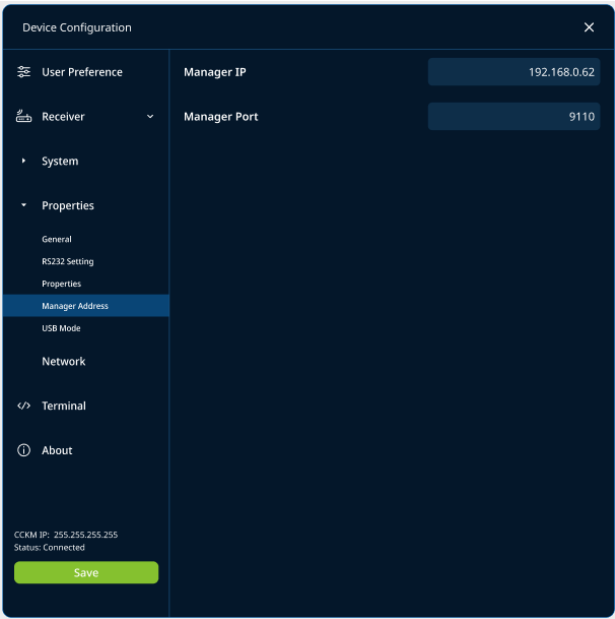 Device Configuration
User Preference
Manager IP
192.168.0.62
Receiver
Manager Port
9110
System
Properties
General
RS232 Setting
Properties
Manager Address
USB Mode
Network
Terminal
About
CCKM IP: 255.255.255.255
Status: Connected
Save